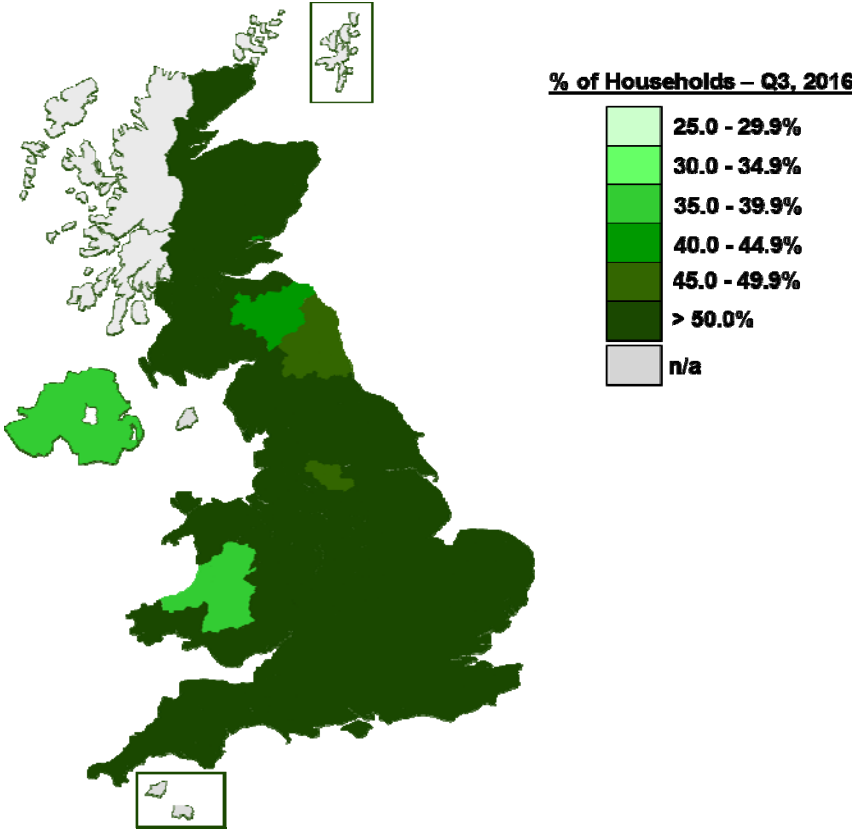 % of Households – Q3, 2016
25.0 - 29.9%
30.0 - 34.9%
35.0 - 39.9%
40.0 - 44.9%
45.0 - 49.9%
> 50.0%
n/a